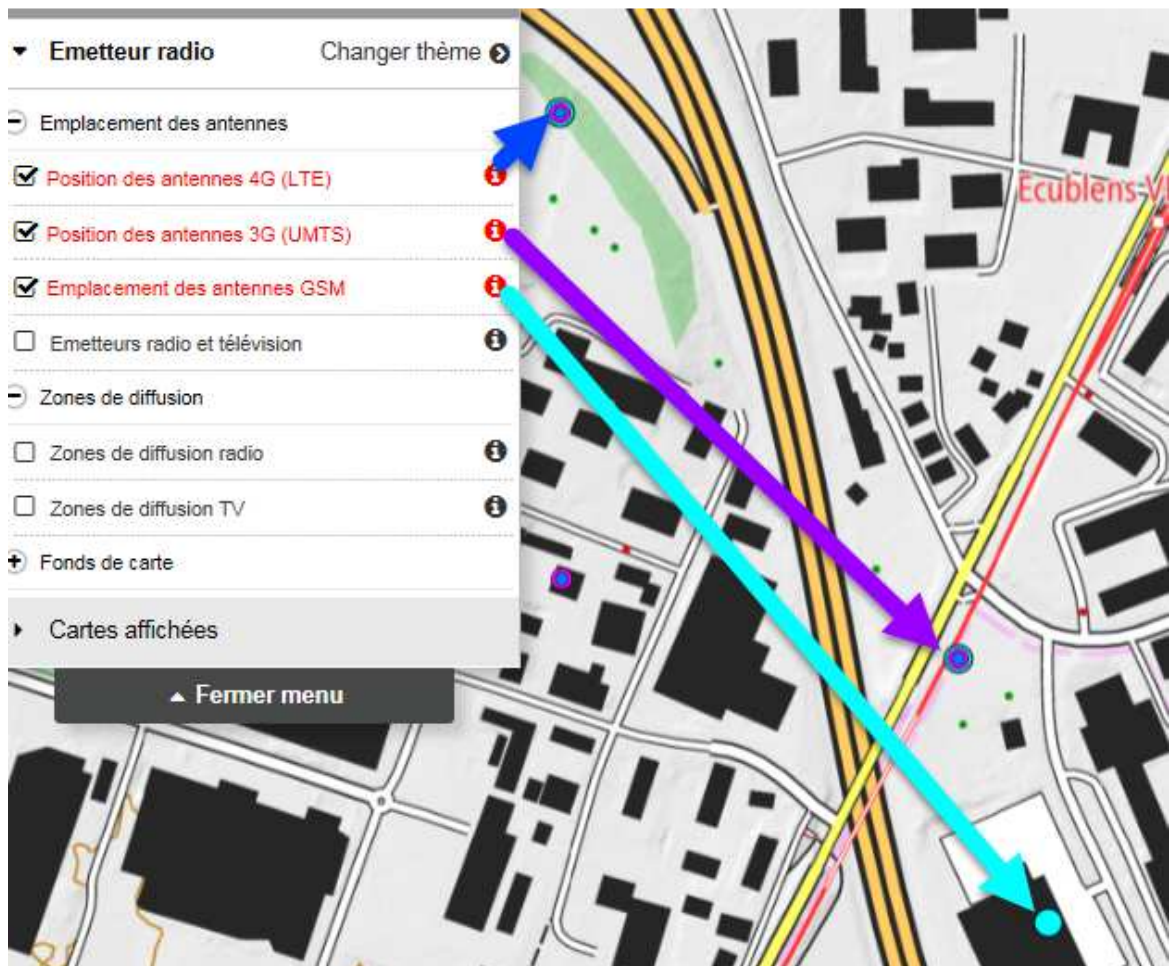 Emetteur radio Changer thème
Emplacement des antennes
Position des antennes 4G (LTE)
Position des antennes 3G (UMTS)
Emplacement des antennes GSM
Emetteurs radio et télévision
Zones de diffusion
Zones de diffusion radio
Zones de diffusion TV
Fonds de carte
Cartes affichées
Fermer menu
Ecublens